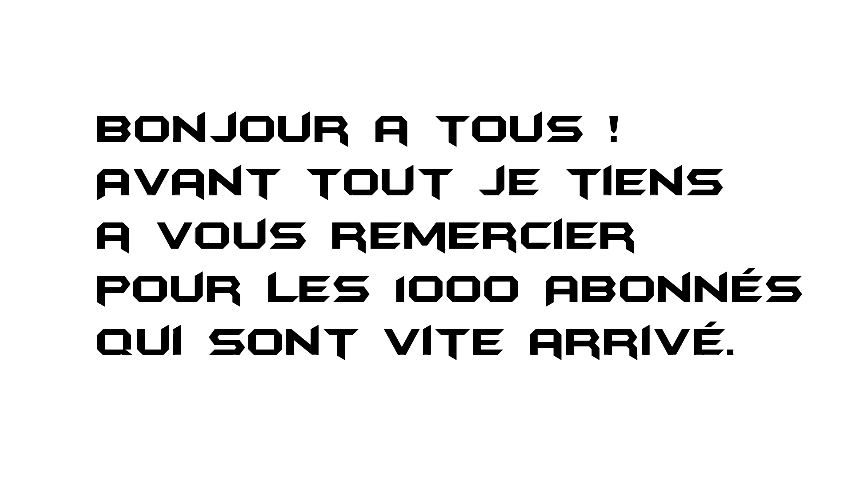 BONJOUR A TOUS !
AVANT TOUT JE TIENS
A VOUS REMERCIER
POUR LES 1000 ABONNÉS
QUI SONT VITE ARRIVÉ.